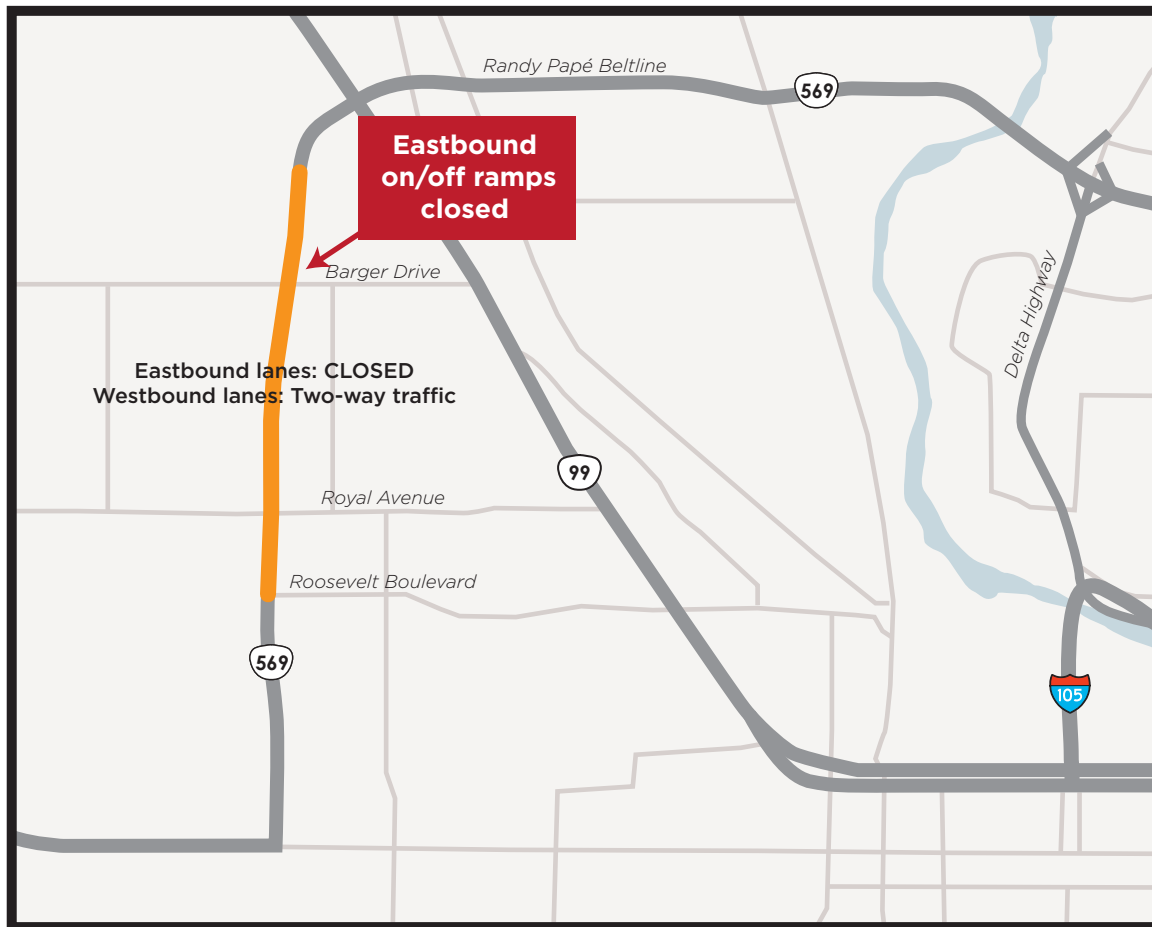 Randy Papé Beltline
569
Eastbound
on/off ramps
closed
Barger Drive
Delta Highway
Eastbound lanes: CLOSED
Westbound lanes: Two-way traffic
99
Royal Avenue
Roosevelt Boulevard
569
105